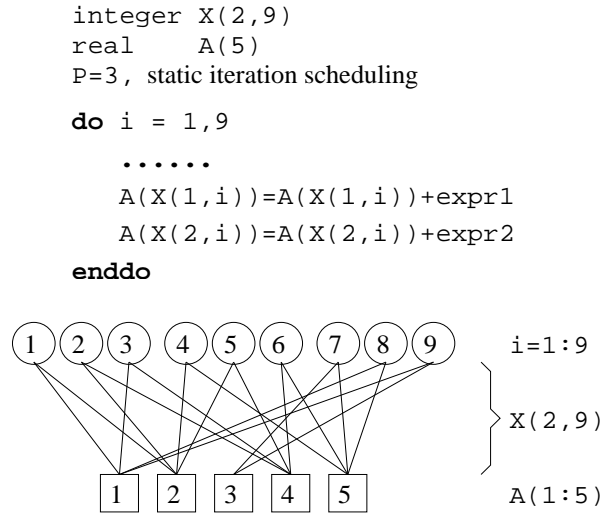 integer X(2,9)
real A(5)
P=3, static iteration scheduling
do i = 1,9
......
A(X(1,i))=A(X(1,i))+expr1
A(X(2,i))=A(X(2,i))+expr2
enddo
1 2 3 4 5 6 7 8 9 i=1:9
X(2,9)
1 2 3 4 5 A(1:5)